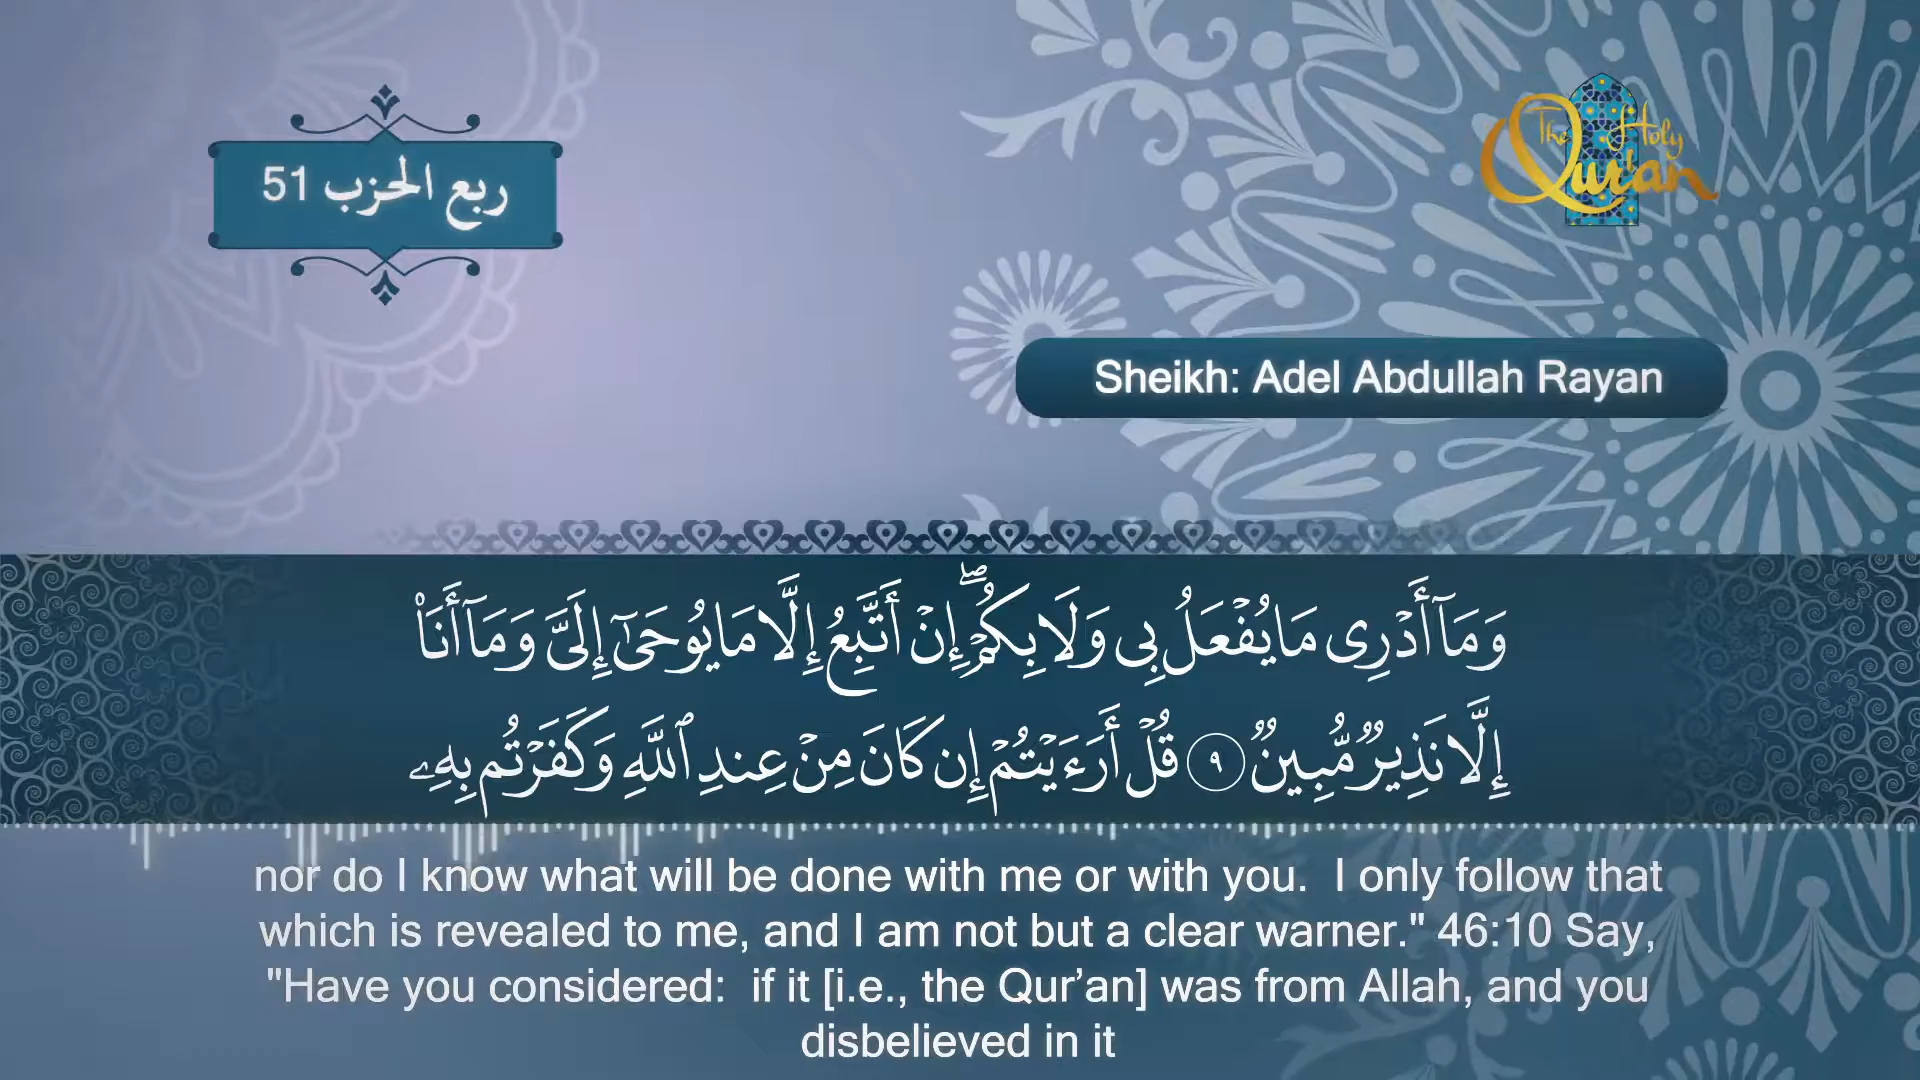 ربع الحزب 51
The Holy
Qur'an
Sheikh: Adel Abdullah Rayan
وَمَآ أَدۡرِى مَا يُفۡعَلُ بِى وَلَا بِكُمۡۖ إِنۡ أَتَّبِعُ إِلَّا مَا يُوحَىٰٓ إِلَىَّ وَمَآ أَنَا۠
إِلَّا نَذِيرٌ مُّبِينٌ ٩ قُلۡ أَرَءَيۡتُمۡ إِن كَانَ مِنۡ عِندِ ٱللَّهِ وَكَفَرۡتُم بِهِۦ
nor do I know what will be done with me or with you.  I only follow that
which is revealed to me, and I am not but a clear warner." 46:10 Say,
"Have you considered:  if it [i.e., the Qur’an] was from Allah, and you
disbelieved in it